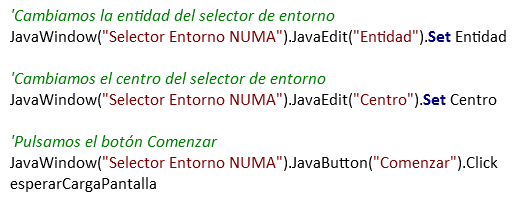 'Cambiamos la entidad del selector de entorno
JavaWindow("Selector Entorno NUMA").JavaEdit("Entidad").Set Entidad
'Cambiamos el centro del selector de entorno
JavaWindow("Selector Entorno NUMA").JavaEdit("Centro").Set Centro
'Pulsamos el botón Comenzar
JavaWindow("Selector Entorno NUMA").JavaButton("Comenzar").Click
esperarCargaPantalla